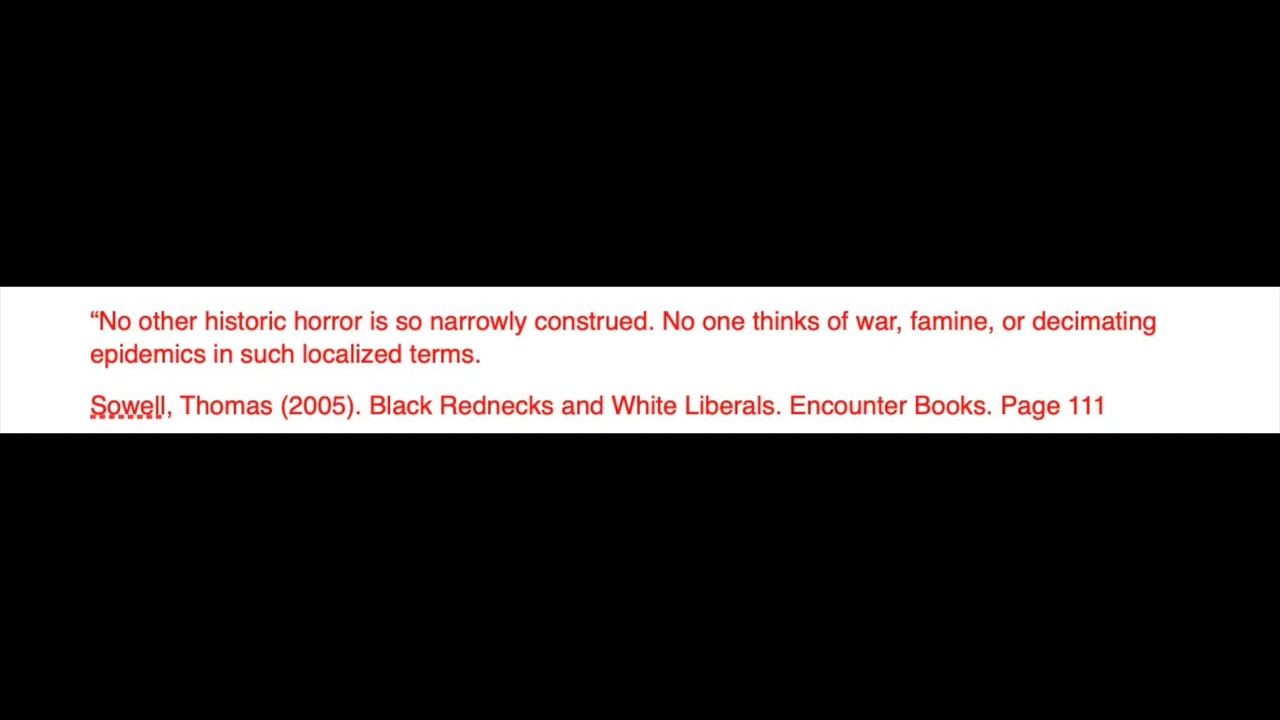 “No other historic horror is so narrowly construed. No one thinks of war, famine, or decimating
epidemics in such localized terms.
Sowell, Thomas (2005). Black Rednecks and White Liberals. Encounter Books. Page 111